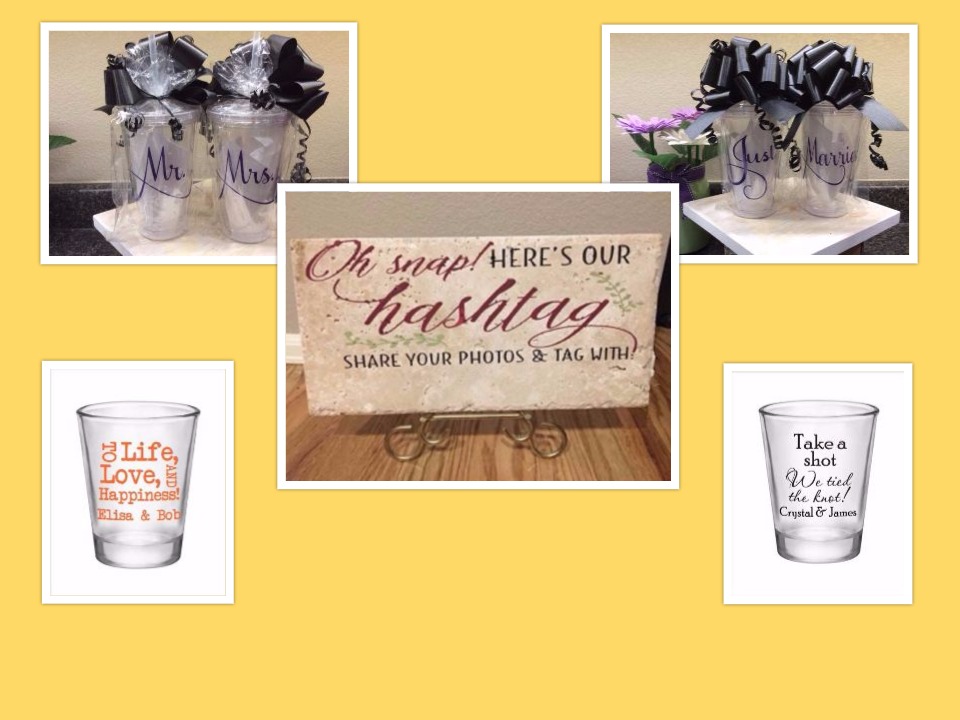 Mr.
Mrs.
Just
Married
Oh snap! HERE'S OUR
hashtag
SHARE YOUR PHOTOS & TAG WITH:
TO Life,
Love, AND
Happiness!
Elisa & Bob
Take a
shot
We tied
the knot!
Crystal & James